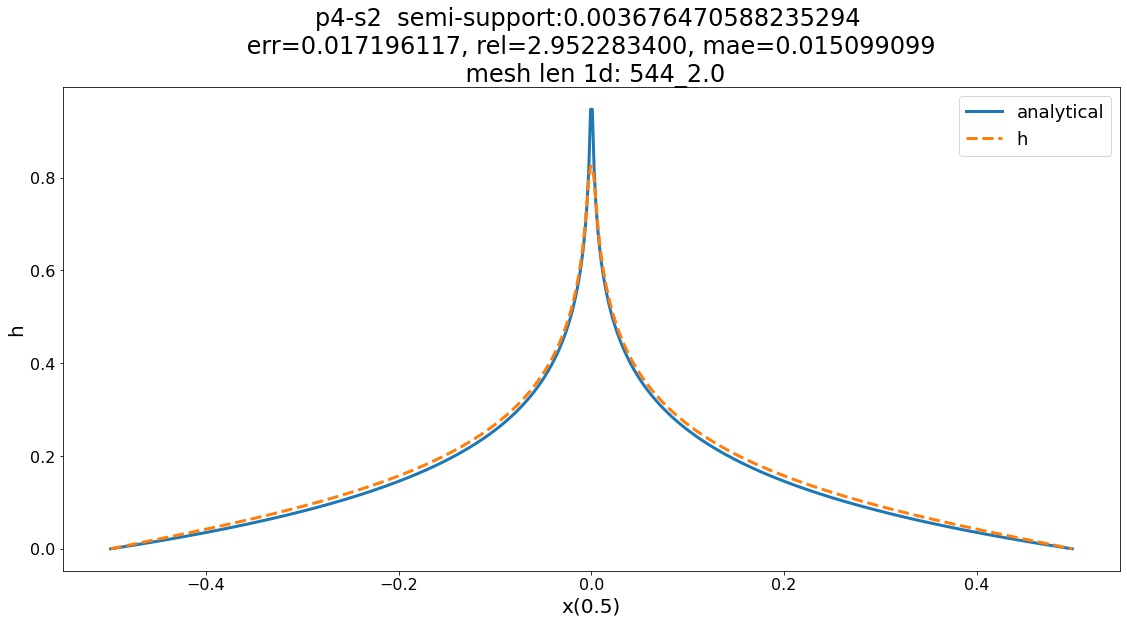 p4-s2  semi-support:0.003676470588235294
err=0.017196117, rel=2.952283400, mae=0.015099099
mesh len 1d: 544_2.0
analytical
h
h
0.8
0.6
0.4
0.2
0.0
−0.4
−0.2
0.0
0.2
0.4
x(0.5)